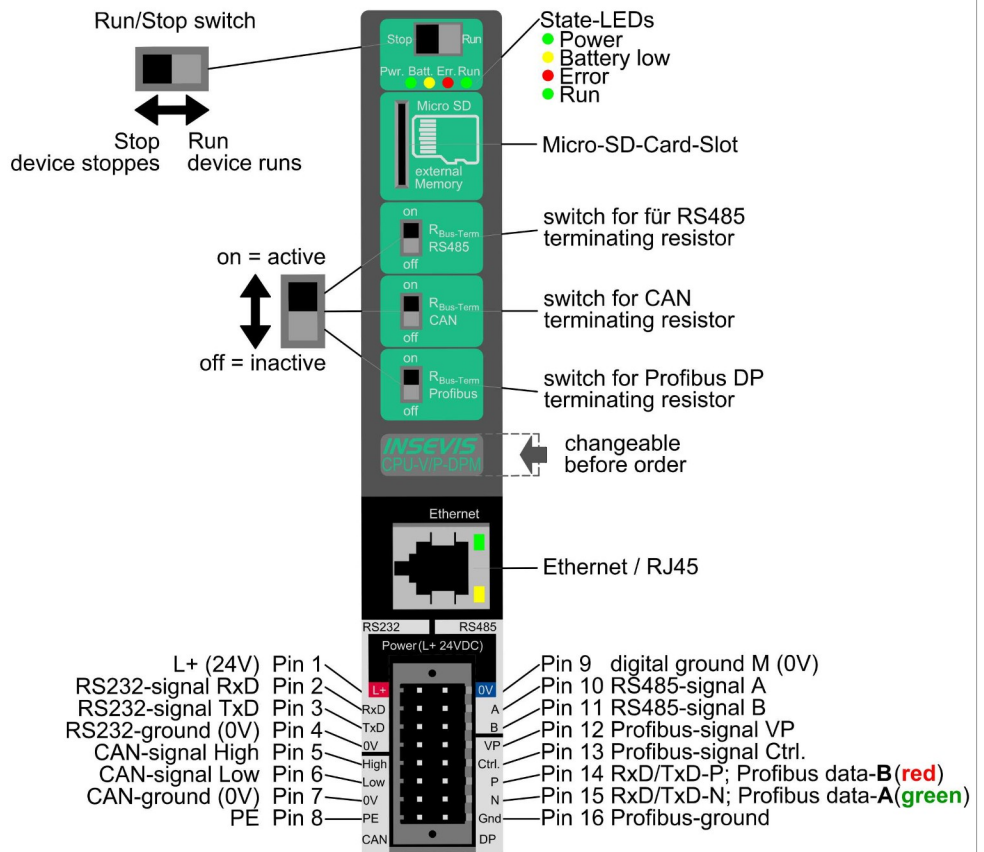 Run/Stop switch
Stop
device stoppes
Run
device runs
Stop Run
Pwr. Batt. Err. Run
State-LEDs
Power
Battery low
Error
Run
Micro SD
external
Memory
Micro-SD-Card-Slot
on
RBus-Term
RS485
off
switch for für RS485
terminating resistor
on = active
off = inactive
on
RBus-Term
CAN
off
switch for CAN
terminating resistor
on
RBus-Term
Profibus
off
switch for Profibus DP
terminating resistor
INSEVIS
CPU-V/P-DPM
changeable
before order
Ethernet
Ethernet / RJ45
RS232 RS485
Power(L+ 24VDC)
L+ (24V) Pin 1
RS232-signal RxD Pin 2
RS232-signal TxD Pin 3
RS232-ground (0V) Pin 4
CAN-signal High Pin 5
CAN-signal Low Pin 6
CAN-ground (0V) Pin 7
PE Pin 8
L+
RxD
TxD
0V
High
Low
0V
PE
CAN
0V
A
B
VP
Ctrl.
P
N
Gnd
DP
Pin 9 digital ground M (0V)
Pin 10 RS485-signal A
Pin 11 RS485-signal B
Pin 12 Profibus-signal VP
Pin 13 Profibus-signal Ctrl.
Pin 14 RxD/TxD-P; Profibus data-B(red)
Pin 15 RxD/TxD-N; Profibus data-A(green)
Pin 16 Profibus-ground